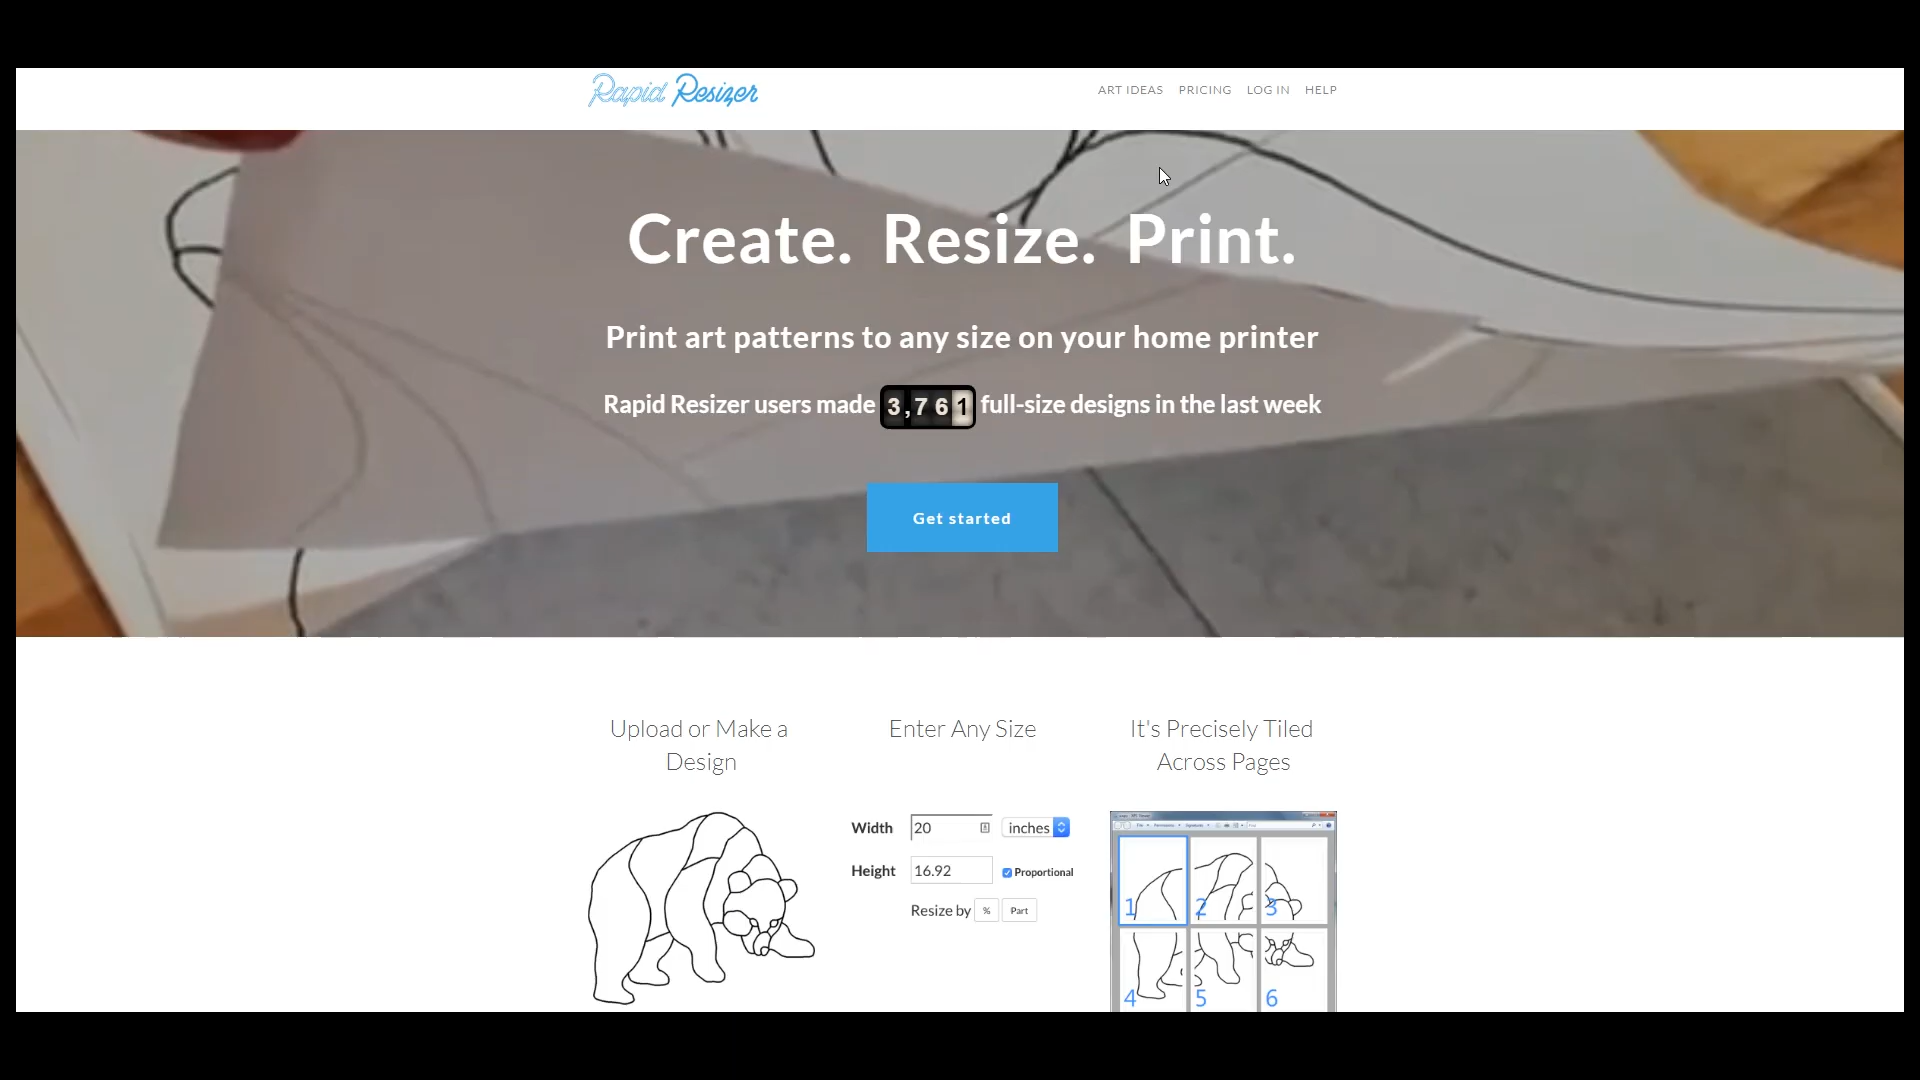 Rapid Resizer
ART IDEAS PRICING LOG IN HELP
Create. Resize. Print.
Print art patterns to any size on your home printer
Rapid Resizer users made 3,761 full-size designs in the last week
Get started
Upload or Make a
Design
Enter Any Size
It's Precisely Tiled
Across Pages
Width 20 inches
Height 16.92 Proportional
Resize by % Part
1 2 3
4 5 6